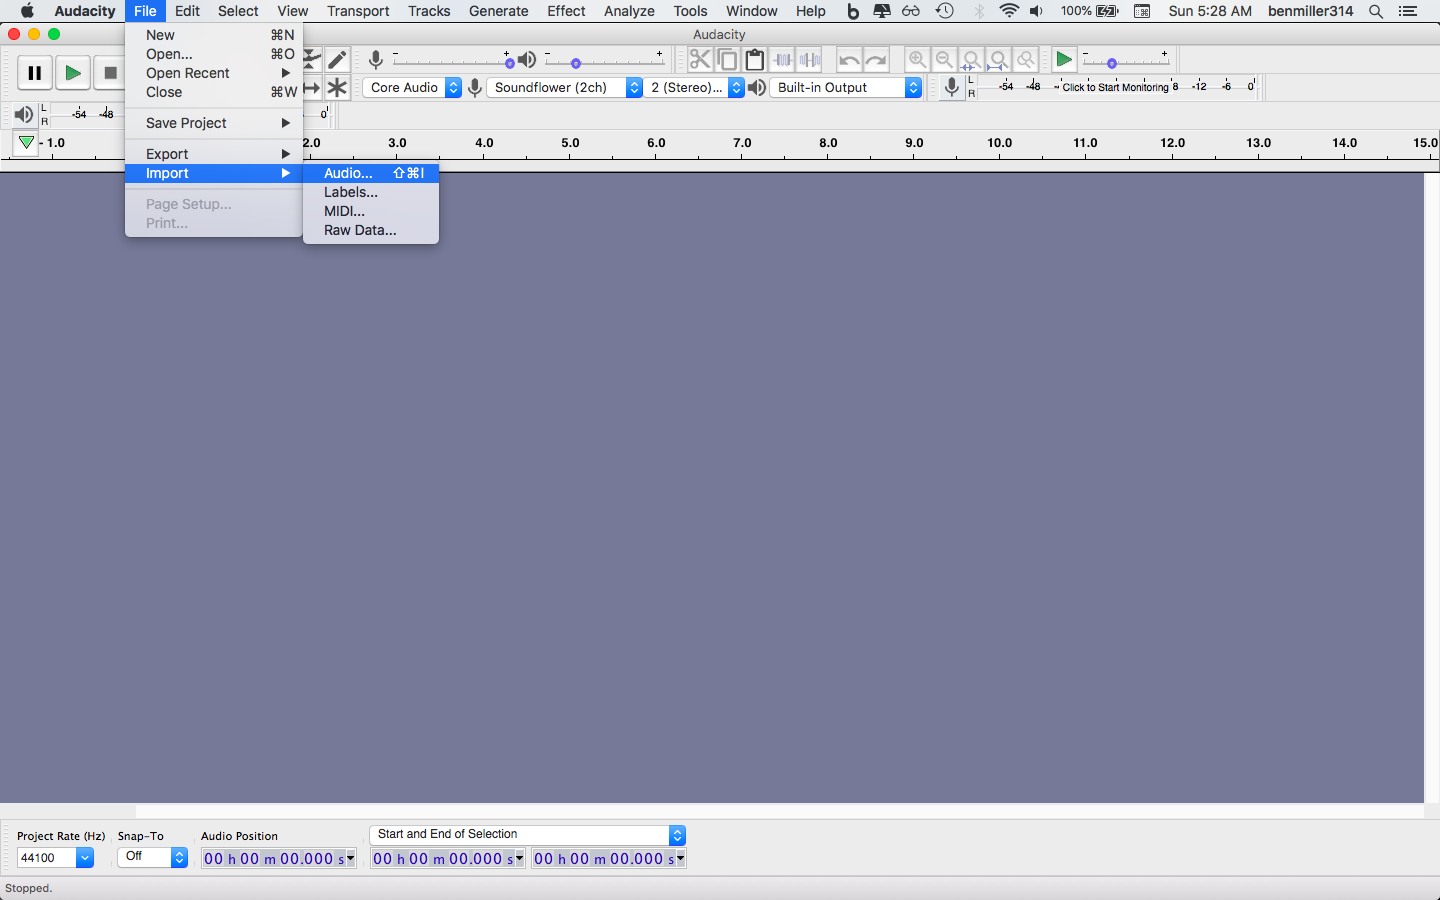 Audacity File Edit Select View Transport Tracks Generate Effect Analyze Tools Window Help 100% Sun 5:28 AM benmiller314
Audacity
New ⌘N
Open... ⌘O
Open Recent ▶
Close ⌘W
Save Project ▶
Export ▶
Import ▶
Page Setup...
Print...
Audio... ⇧⌘I
Labels...
MIDI...
Raw Data...
- + - + - +
Core Audio Soundflower (2ch) 2 (Stereo)... Built-in Output
L R -54 -48 - Click to Start Monitoring 8 -12 -6 0
L R -54 -48 0
- 1.0 2.0 3.0 4.0 5.0 6.0 7.0 8.0 9.0 10.0 11.0 12.0 13.0 14.0 15.0
Project Rate (Hz) Snap-To Audio Position Start and End of Selection
44100 Off 00 h 00 m 00.000 s 00 h 00 m 00.000 s 00 h 00 m 00.000 s
Stopped.